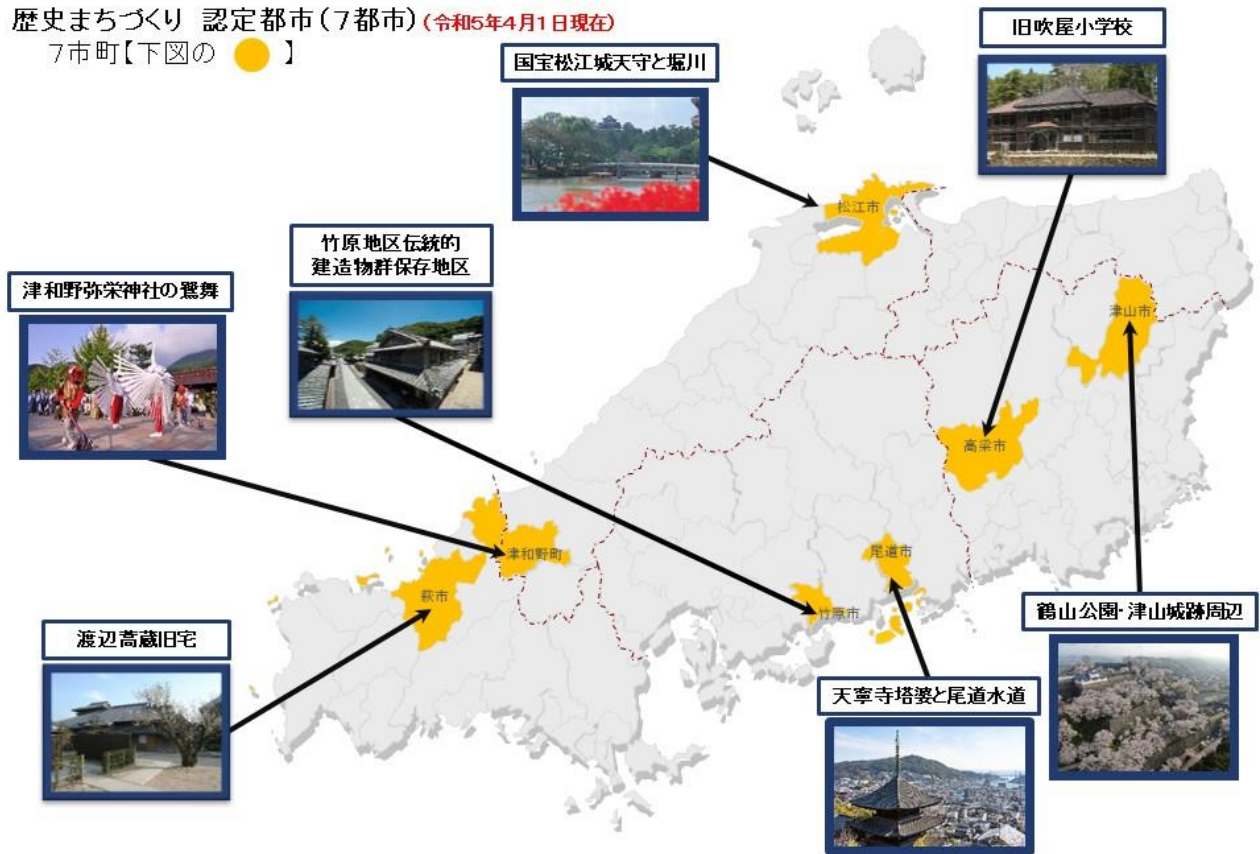 歴史まちづくり 認定都市(7都市)(令和5年4月1日現在)
7市町【下図の　】
国宝松江城天守と堀川
旧吹屋小学校
竹原地区伝統的
建造物群保存地区
津和野弥栄神社の鷺舞
松江市
津山市
高梁市
尾道市
津和野町
萩市
竹原市
渡辺蒿蔵旧宅
鶴山公園・津山城跡周辺
天寧寺塔婆と尾道水道